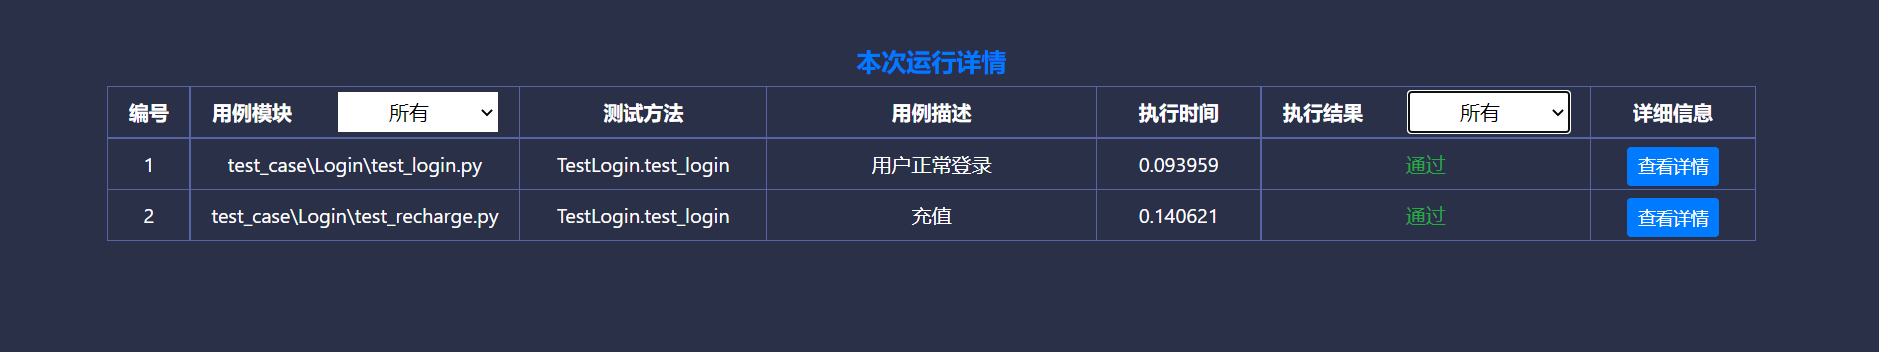 本次运行详情
编号 用例模块 所有 测试方法 用例描述 执行时间 执行结果 所有 详细信息
1 test_case\Login\test_login.py TestLogin.test_login 用户正常登录 0.093959 通过 查看详情
2 test_case\Login\test_recharge.py TestLogin.test_login 充值 0.140621 通过 查看详情